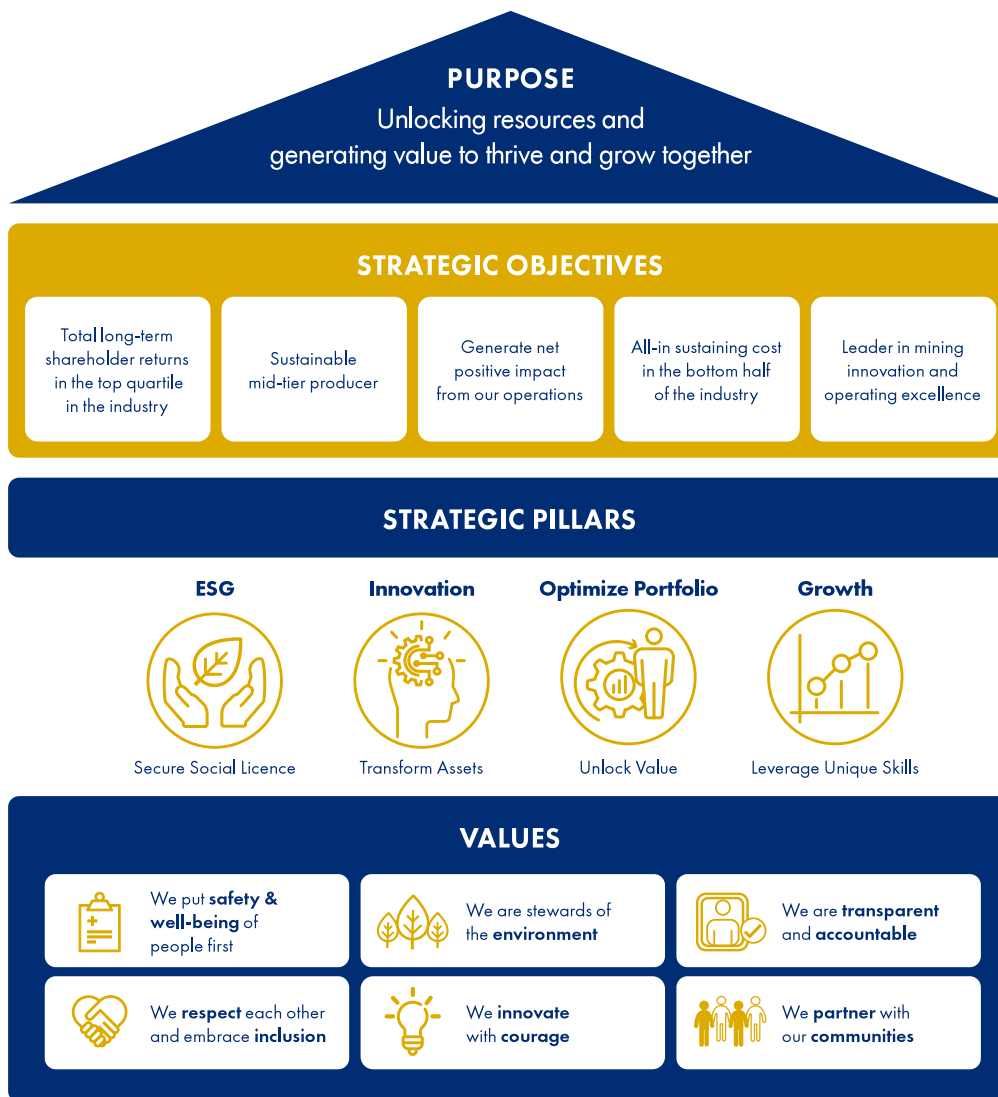 PURPOSE
Unlocking resources and
generating value to thrive and grow together
STRATEGIC OBJECTIVES
Total long-term
shareholder returns
in the top quartile
in the industry
Sustainable
mid-tier producer
Generate net
positive impact
from our operations
All-in sustaining cost
in the bottom half
of the industry
Leader in mining
innovation and
operating excellence
STRATEGIC PILLARS
ESG
Secure Social Licence
Innovation
Transform Assets
Optimize Portfolio
Unlock Value
Growth
Leverage Unique Skills
VALUES
We put safety &
well-being of
people first
We are stewards of
the environment
We are transparent
and accountable
We respect each other
and embrace inclusion
We innovate
with courage
We partner with
our communities